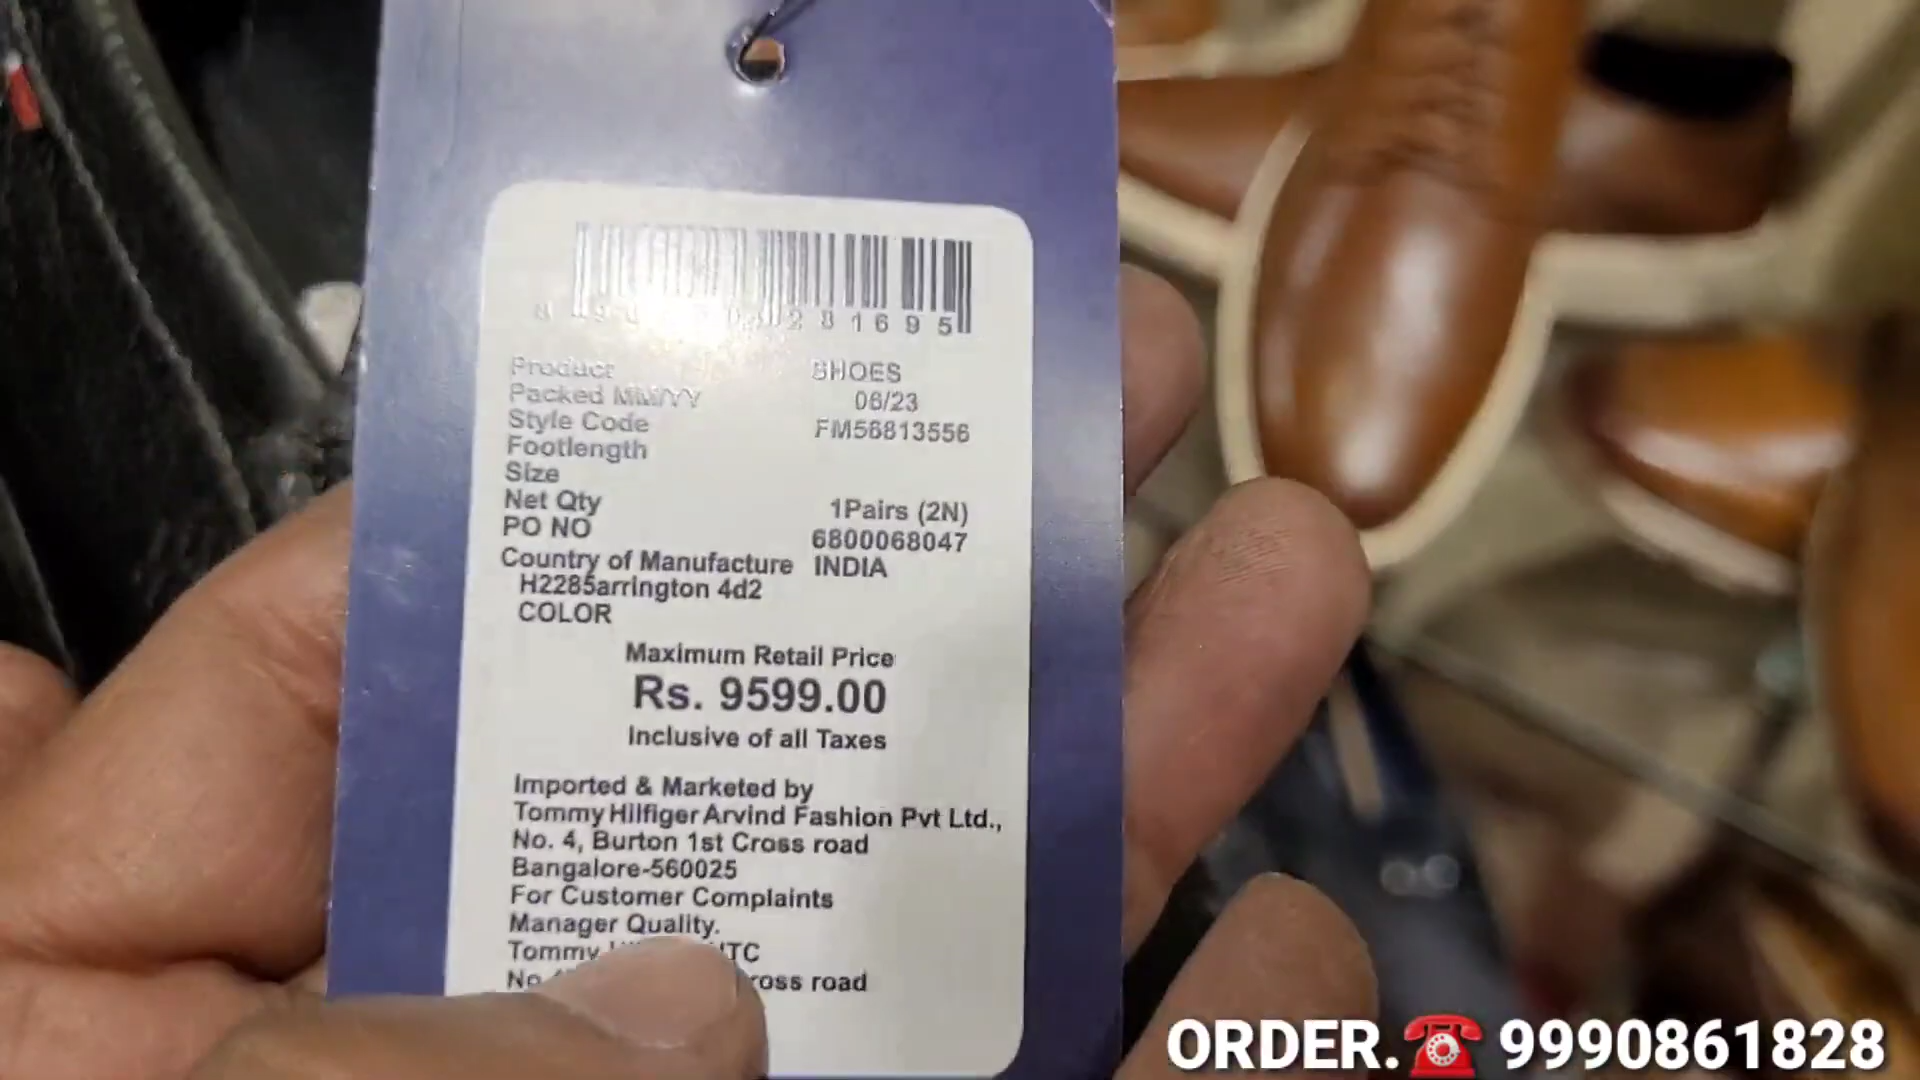 281695
Product SHOES
Packed MM/YY 06/23
Style Code FM56813556
Footlength
Size
Net Qty 1Pairs (2N)
PO NO 6800068047
Country of Manufacture INDIA
H2285arrington 4d2
COLOR
Maximum Retail Price
Rs. 9599.00
Inclusive of all Taxes
Imported & Marketed by
Tommy Hilfiger Arvind Fashion Pvt Ltd.,
No. 4, Burton 1st Cross road
Bangalore-560025
For Customer Complaints
Manager Quality.
Tommy
road
ORDER.☎️ 9990861828